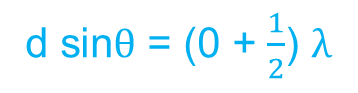 d sinθ = (0 + 1/2) λ